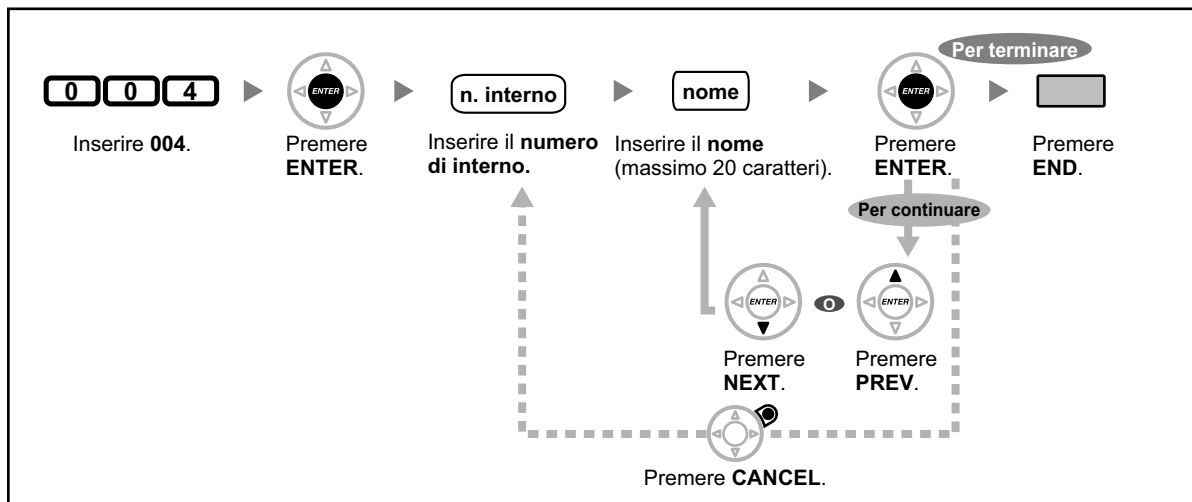 Per terminare
0 0 4
ENTER
n. interno
nome
ENTER
Inserire 004.
Premere
ENTER.
Inserire il numero
di interno.
Inserire il nome
(massimo 20 caratteri).
Premere
ENTER.
Premere
END.
Per continuare
ENTER
O
ENTER
Premere
NEXT.
Premere
PREV.
Premere CANCEL.